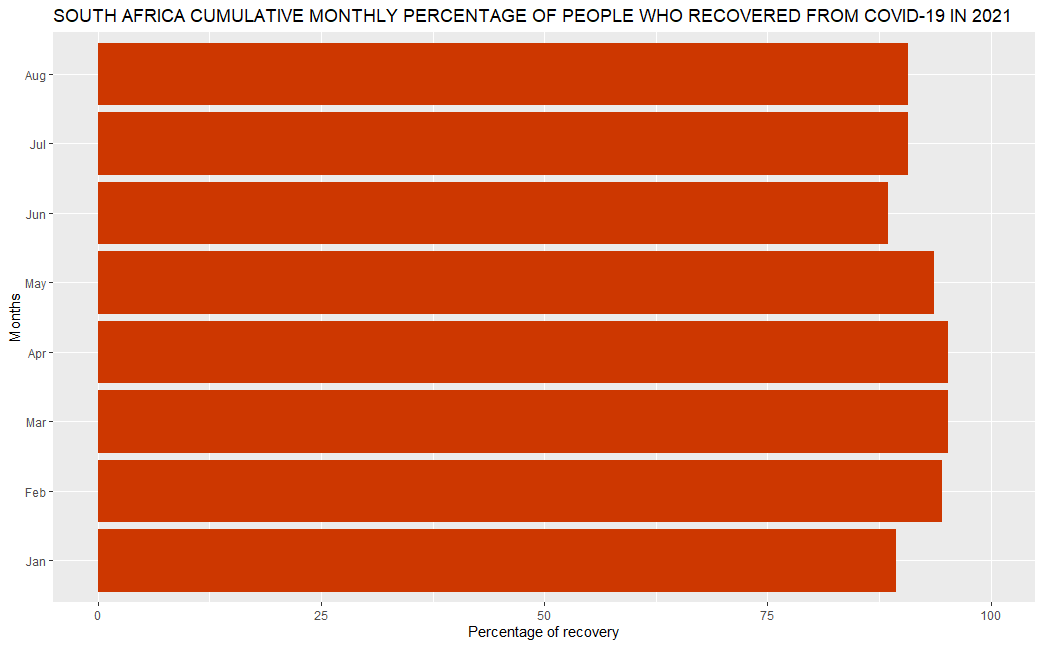 SOUTH AFRICA CUMULATIVE MONTHLY PERCENTAGE OF PEOPLE WHO RECOVERED FROM COVID-19 IN 2021
Months
Aug
Jul
Jun
May
Apr
Mar
Feb
Jan
0 25 50 75 100
Percentage of recovery